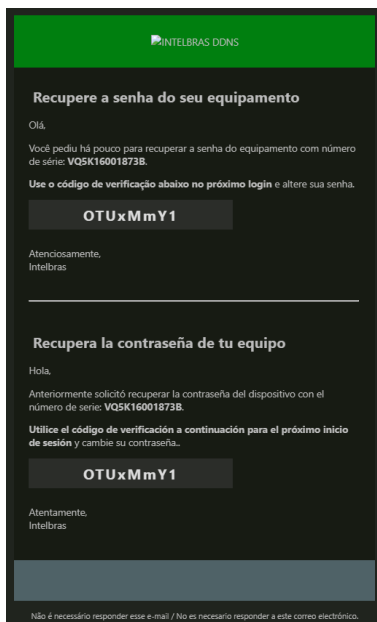 INTELBRAS DDNS
Recupere a senha do seu equipamento
Olá,
Você pediu há pouco para recuperar a senha do equipamento com número
de série: VQ5K16001873B.
Use o código de verificação abaixo no próximo login e altere sua senha.
OTUxMmY1
Atenciosamente,
Intelbras
Recupera la contraseña de tu equipo
Hola,
Anteriormente solicitó recuperar la contraseña del dispositivo con el
número de serie: VQ5K16001873B.
Utilice el código de verificación a continuación para el próximo inicio
de sesión y cambie su contraseña..
OTUxMmY1
Atentamente,
Intelbras
Não é necessário responder esse e-mail / No es necesario responder a este correo electrónico.